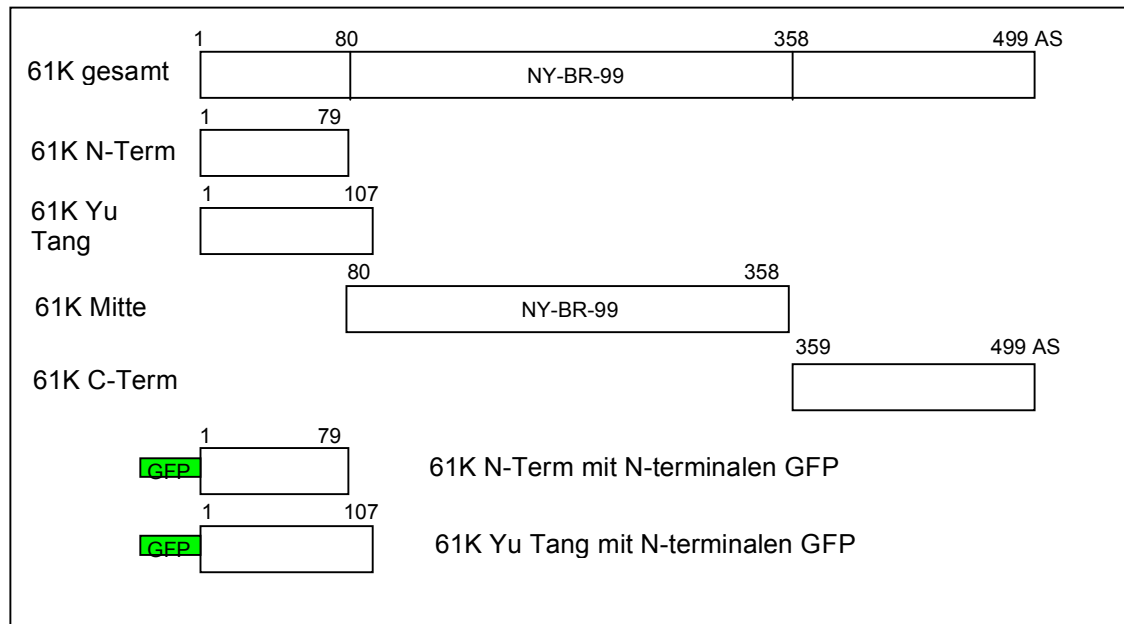 1 80 358 499 AS
61K gesamt NY-BR-99
1 79
61K N-Term
1 107
61K Yu
Tang
80 358
61K Mitte NY-BR-99
359 499 AS
61K C-Term
1 79
GFP 61K N-Term mit N-terminalen GFP
1 107
GFP 61K Yu Tang mit N-terminalen GFP